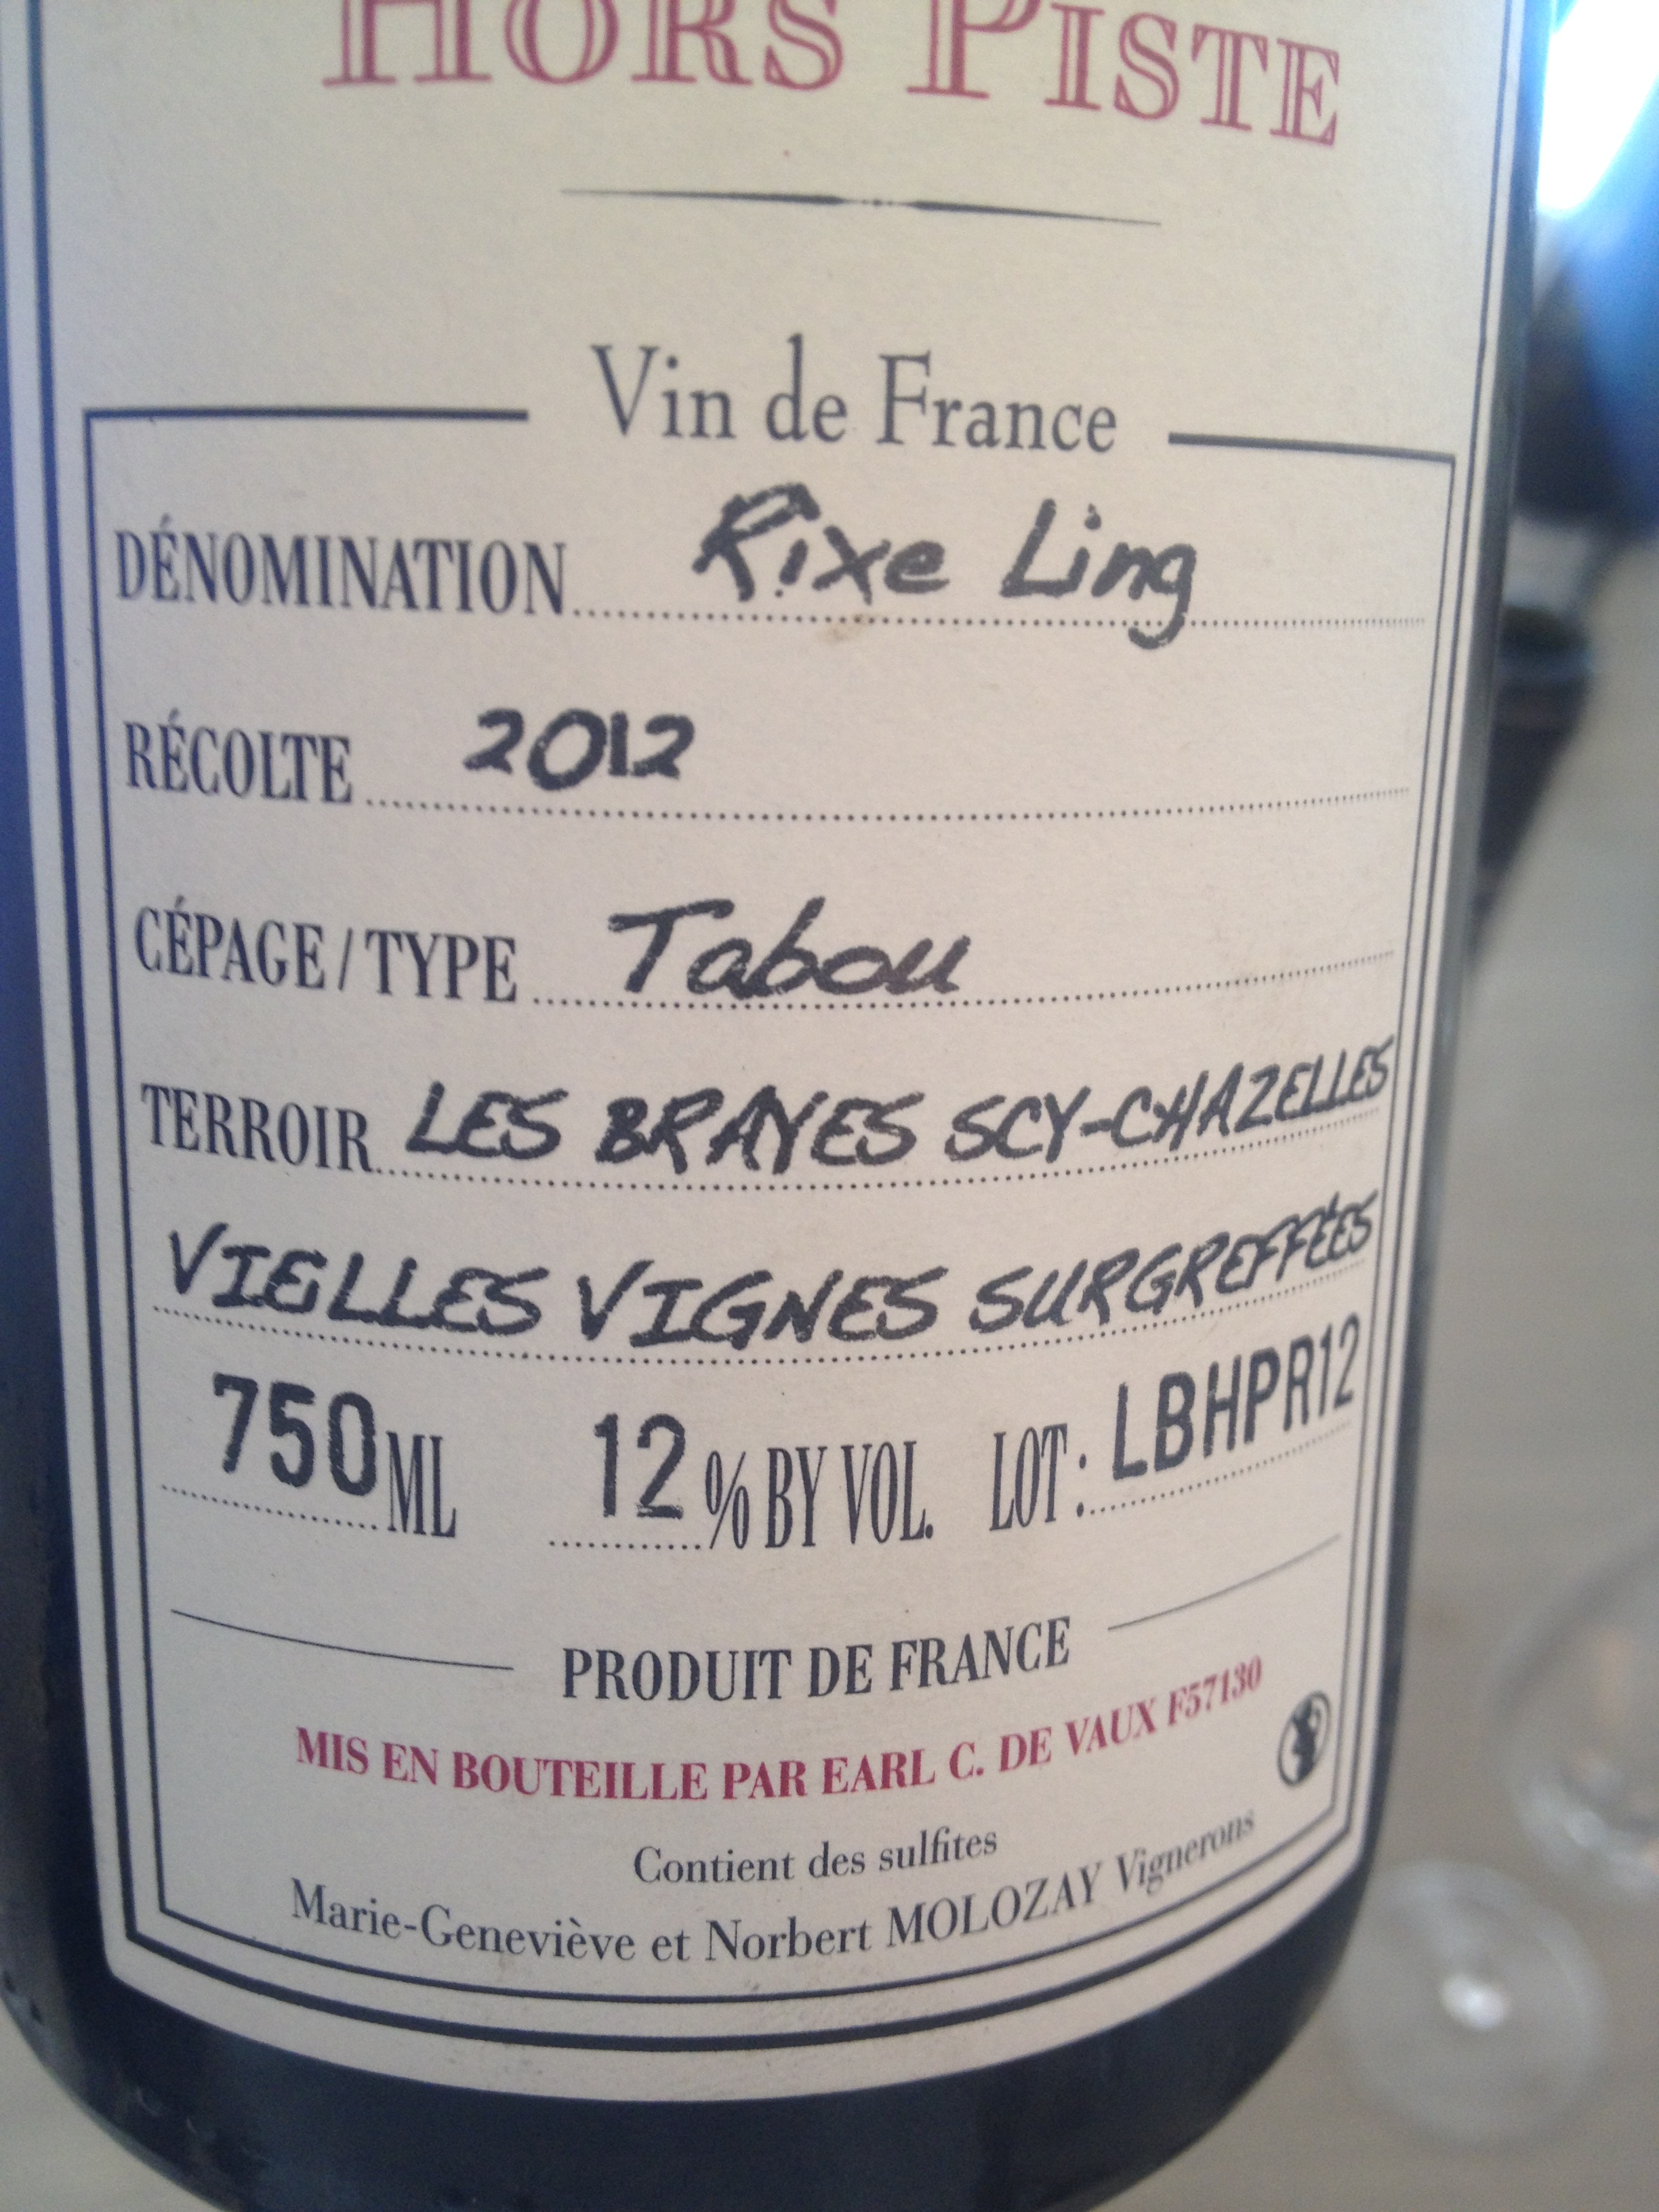 HORS PISTE
Vin de France
DÉNOMINATION Rixe Ling
RÉCOLTE 2012
CÉPAGE / TYPE Tabou
TERROIR LES BRAYES SCY-CHAZELLES
VIELLES VIGNES SURGREFFÉES
750 ML 12 % BY VOL. LOT : LBHPR12
PRODUIT DE FRANCE
MIS EN BOUTEILLE PAR EARL C. DE VAUX F57130
Contient des sulfites
Marie-Geneviève et Norbert MOLOZAY Vignerons